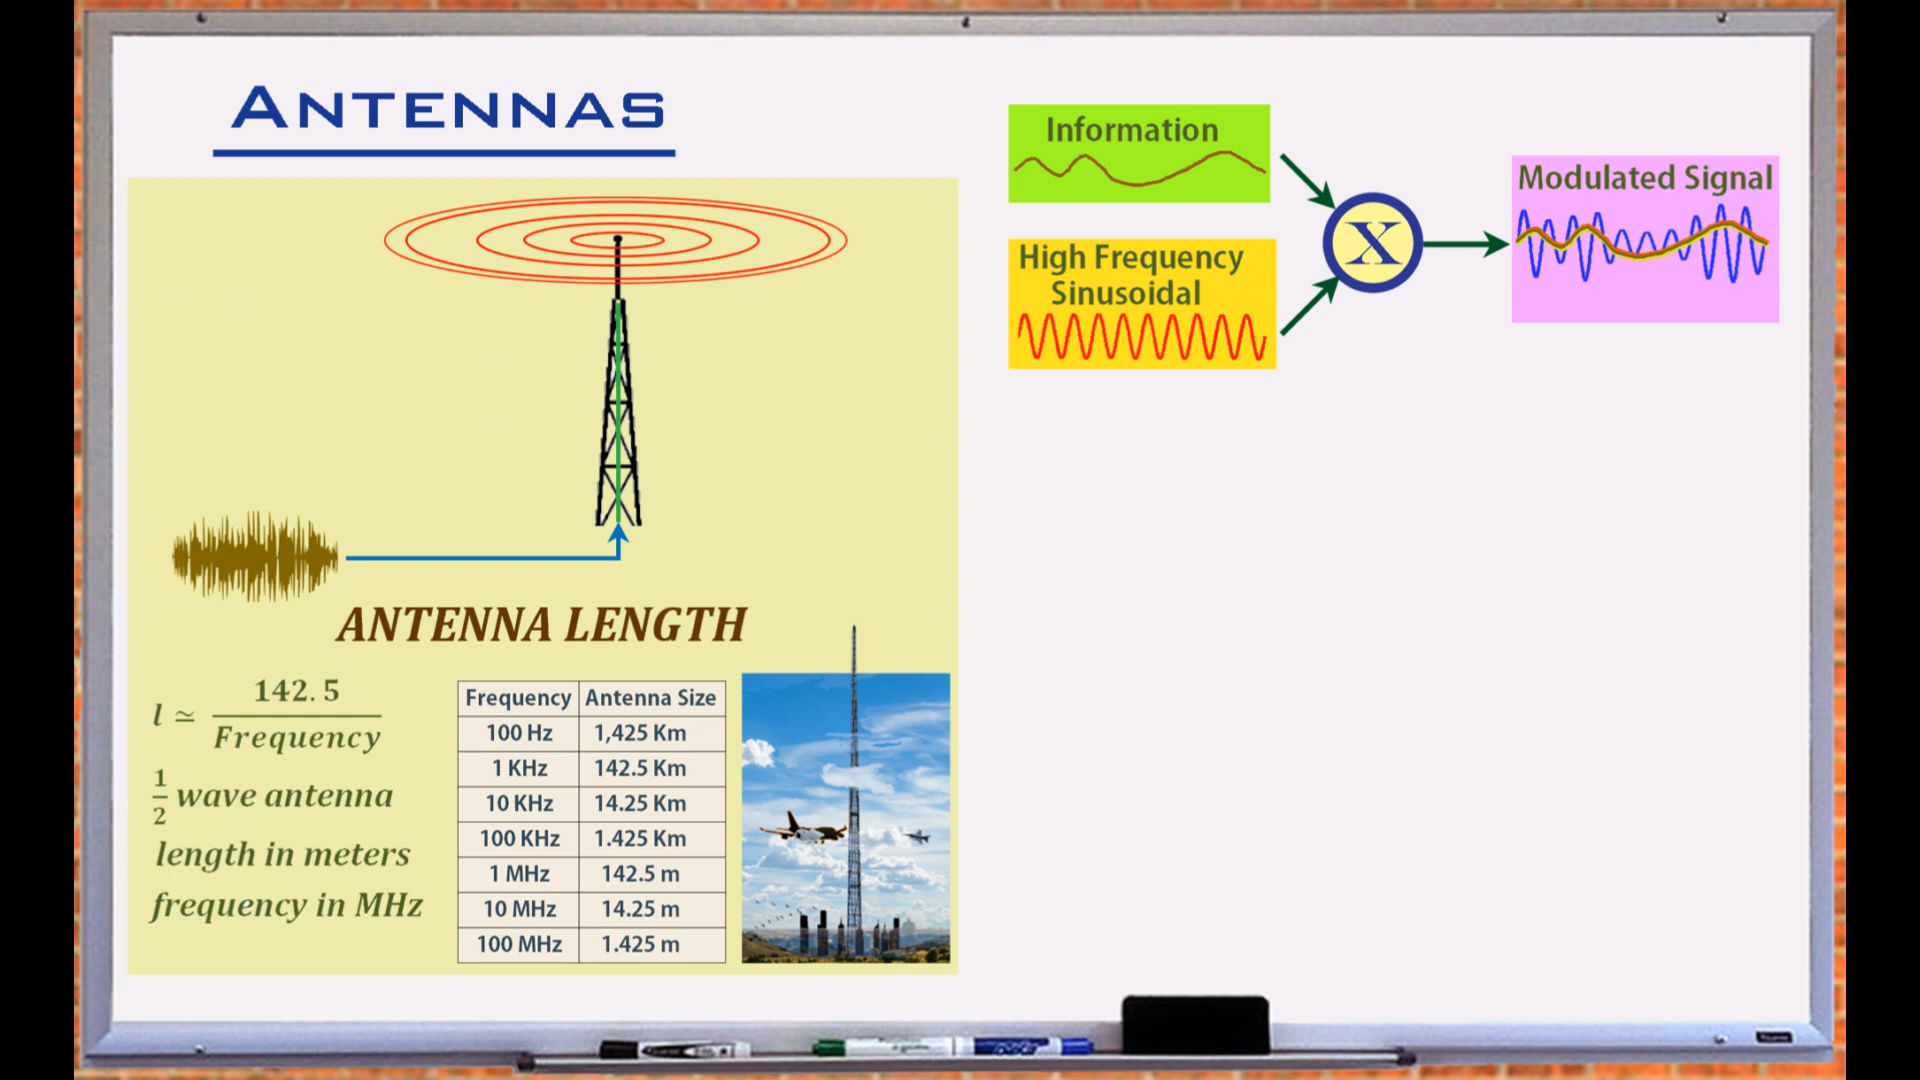 ANTENNAS
ANTENNA LENGTH
l ≃ 142.5 / Frequency
1/2 wave antenna
length in meters
frequency in MHz
Frequency Antenna Size
100 Hz 1,425 Km
1 KHz 142.5 Km
10 KHz 14.25 Km
100 KHz 1.425 Km
1 MHz 142.5 m
10 MHz 14.25 m
100 MHz 1.425 m
Information
High Frequency
Sinusoidal
X
Modulated Signal